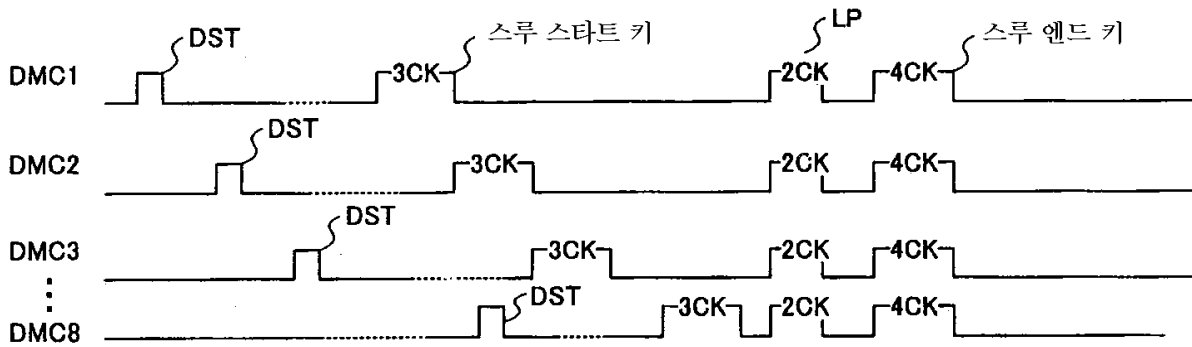 DST 스루 스타트 키 LP 스루 엔드 키
DMC1 3CK 2CK 4CK
DST
DMC2 3CK 2CK 4CK
DST
DMC3 3CK 2CK 4CK
DST
DMC8 3CK 2CK 4CK